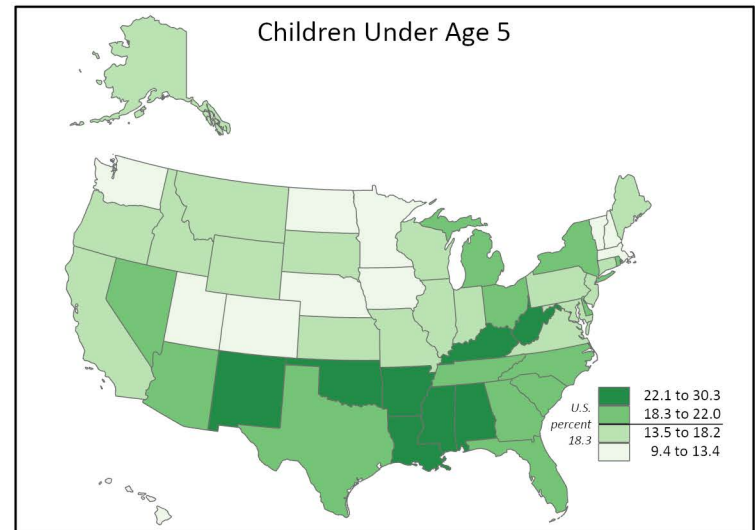 Children Under Age 5
22.1 to 30.3
18.3 to 22.0
13.5 to 18.2
9.4 to 13.4
U.S.
percent
18.3